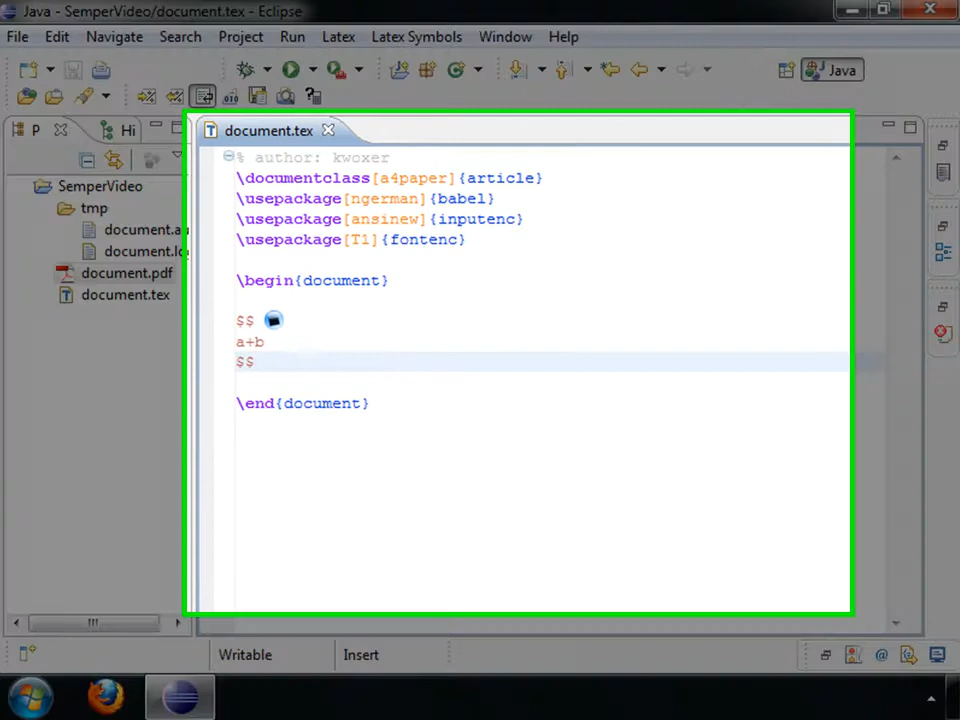 Java - SemperVideo/document.tex - Eclipse
File Edit Navigate Search Project Run Latex Latex Symbols Window Help
Java
P Hi
document.tex
SemperVideo
tmp
document.a
document.lo
document.pdf
document.tex
% author: kwoxer
\documentclass[a4paper]{article}
\usepackage[ngerman]{babel}
\usepackage[ansinew]{inputenc}
\usepackage[T1]{fontenc}
\begin{document}
$$
a+b
$$
\end{document}
Writable Insert